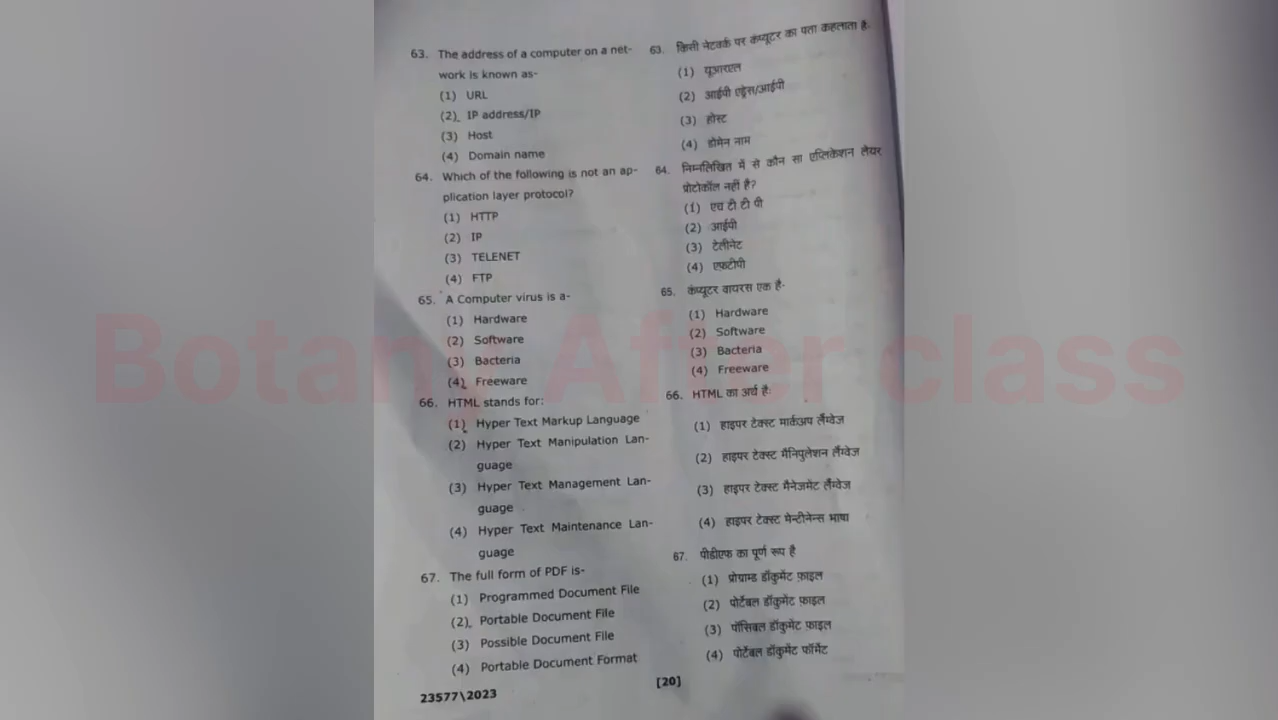 63. The address of a computer on a net-
work is known as-
(1) URL
(2) IP address/IP
(3) Host
(4) Domain name
64. Which of the following is not an ap-
plication layer protocol?
(1) HTTP
(2) IP
(3) TELENET
(4) FTP
65. A Computer virus is a-
(1) Hardware
(2) Software
(3) Bacteria
(4) Freeware
66. HTML stands for:
(1) Hyper Text Markup Language
(2) Hyper Text Manipulation Lan-
guage
(3) Hyper Text Management Lan-
guage
(4) Hyper Text Maintenance Lan-
guage
67. The full form of PDF is-
(1) Programmed Document File
(2) Portable Document File
(3) Possible Document File
(4) Portable Document Format
63. किसी नेटवर्क पर कंप्यूटर का पता कहलाता है-
(1) यूआरएल
(2) आईपी एड्रेस/आईपी
(3) होस्ट
(4) डोमेन नाम
64. निम्नलिखित में से कौन सा एप्लिकेशन लेयर
प्रोटोकॉल नहीं है?
(1) एच टी टी पी
(2) आईपी
(3) टेलीनेट
(4) एफ़टीपी
65. कंप्यूटर वायरस एक है-
(1) Hardware
(2) Software
(3) Bacteria
(4) Freeware
66. HTML का अर्थ है-
(1) हाइपर टेक्स्ट मार्कअप लैंग्वेज
(2) हाइपर टेक्स्ट मैनिपुलेशन लैंग्वेज
(3) हाइपर टेक्स्ट मैनेजमेंट लैंग्वेज
(4) हाइपर टेक्स्ट मेन्टीनेन्स भाषा
67. पीडीएफ का पूर्ण रूप है
(1) प्रोग्राम्ड डॉकुमेंट फ़ाइल
(2) पोर्टेबल डॉकुमेंट फ़ाइल
(3) पॉसिबल डॉकुमेंट फ़ाइल
(4) पोर्टेबल डॉकुमेंट फॉर्मेट
23577\2023
[20]
Botany After class